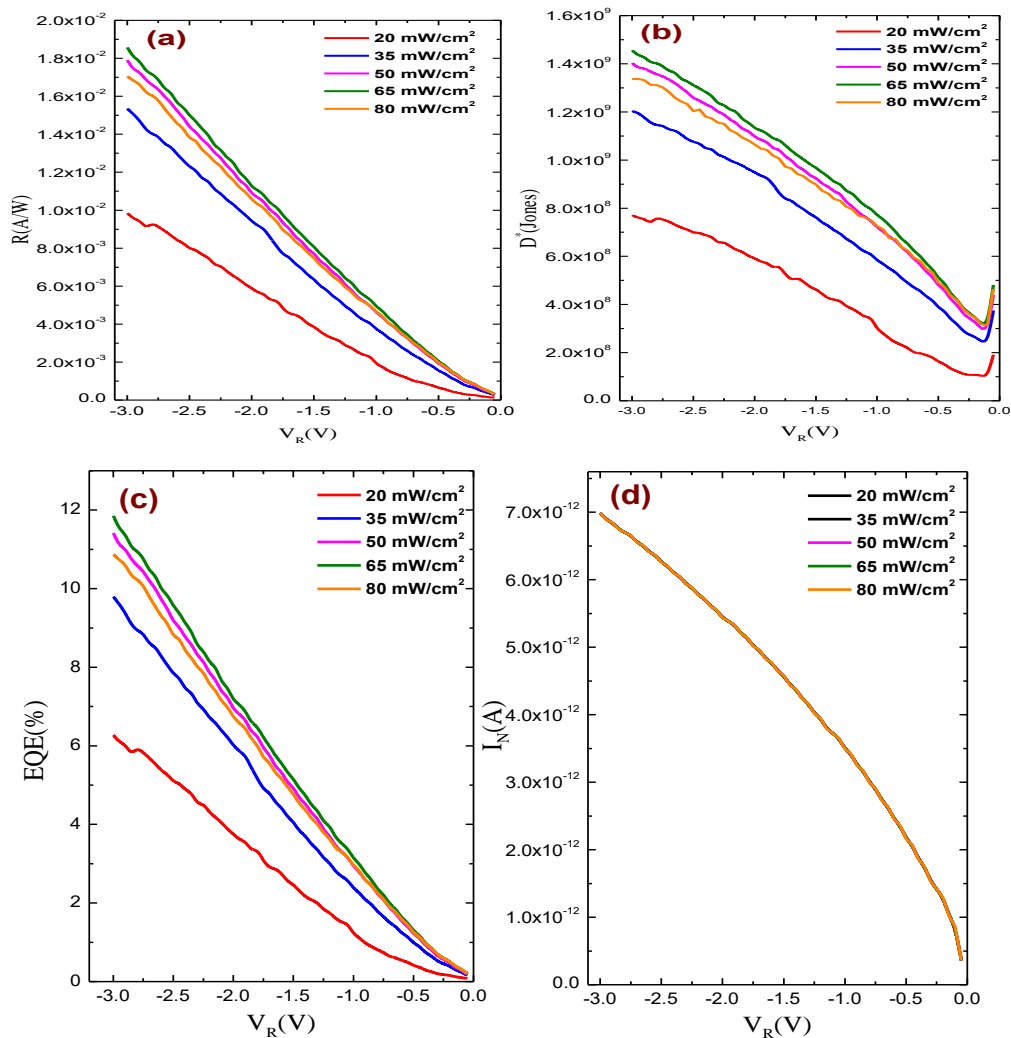 (a)
20 mW/cm²
35 mW/cm²
50 mW/cm²
65 mW/cm²
80 mW/cm²
R(A/W)
1.8x10⁻²
1.6x10⁻²
1.4x10⁻²
1.2x10⁻²
1.0x10⁻²
8.0x10⁻³
6.0x10⁻³
4.0x10⁻³
2.0x10⁻³
0.0
-3.0 -2.5 -2.0 -1.5 -1.0 -0.5 0.0
V_R(V)
(b)
20 mW/cm²
35 mW/cm²
50 mW/cm²
65 mW/cm²
80 mW/cm²
D*(Jones)
1.6x10⁹
1.4x10⁹
1.2x10⁹
1.0x10⁹
8.0x10⁸
6.0x10⁸
4.0x10⁸
2.0x10⁸
0.0
-3.0 -2.5 -2.0 -1.5 -1.0 -0.5 0.0
V_R(V)
(c)
20 mW/cm²
35 mW/cm²
50 mW/cm²
65 mW/cm²
80 mW/cm²
EQE(%)
12
10
8
6
4
2
0
-3.0 -2.5 -2.0 -1.5 -1.0 -0.5 0.0
V_R(V)
(d)
20 mW/cm²
35 mW/cm²
50 mW/cm²
65 mW/cm²
80 mW/cm²
I_N(A)
7.0x10⁻¹²
6.0x10⁻¹²
5.0x10⁻¹²
4.0x10⁻¹²
3.0x10⁻¹²
2.0x10⁻¹²
1.0x10⁻¹²
0.0
-3.0 -2.5 -2.0 -1.5 -1.0 -0.5 0.0
V_R(V)